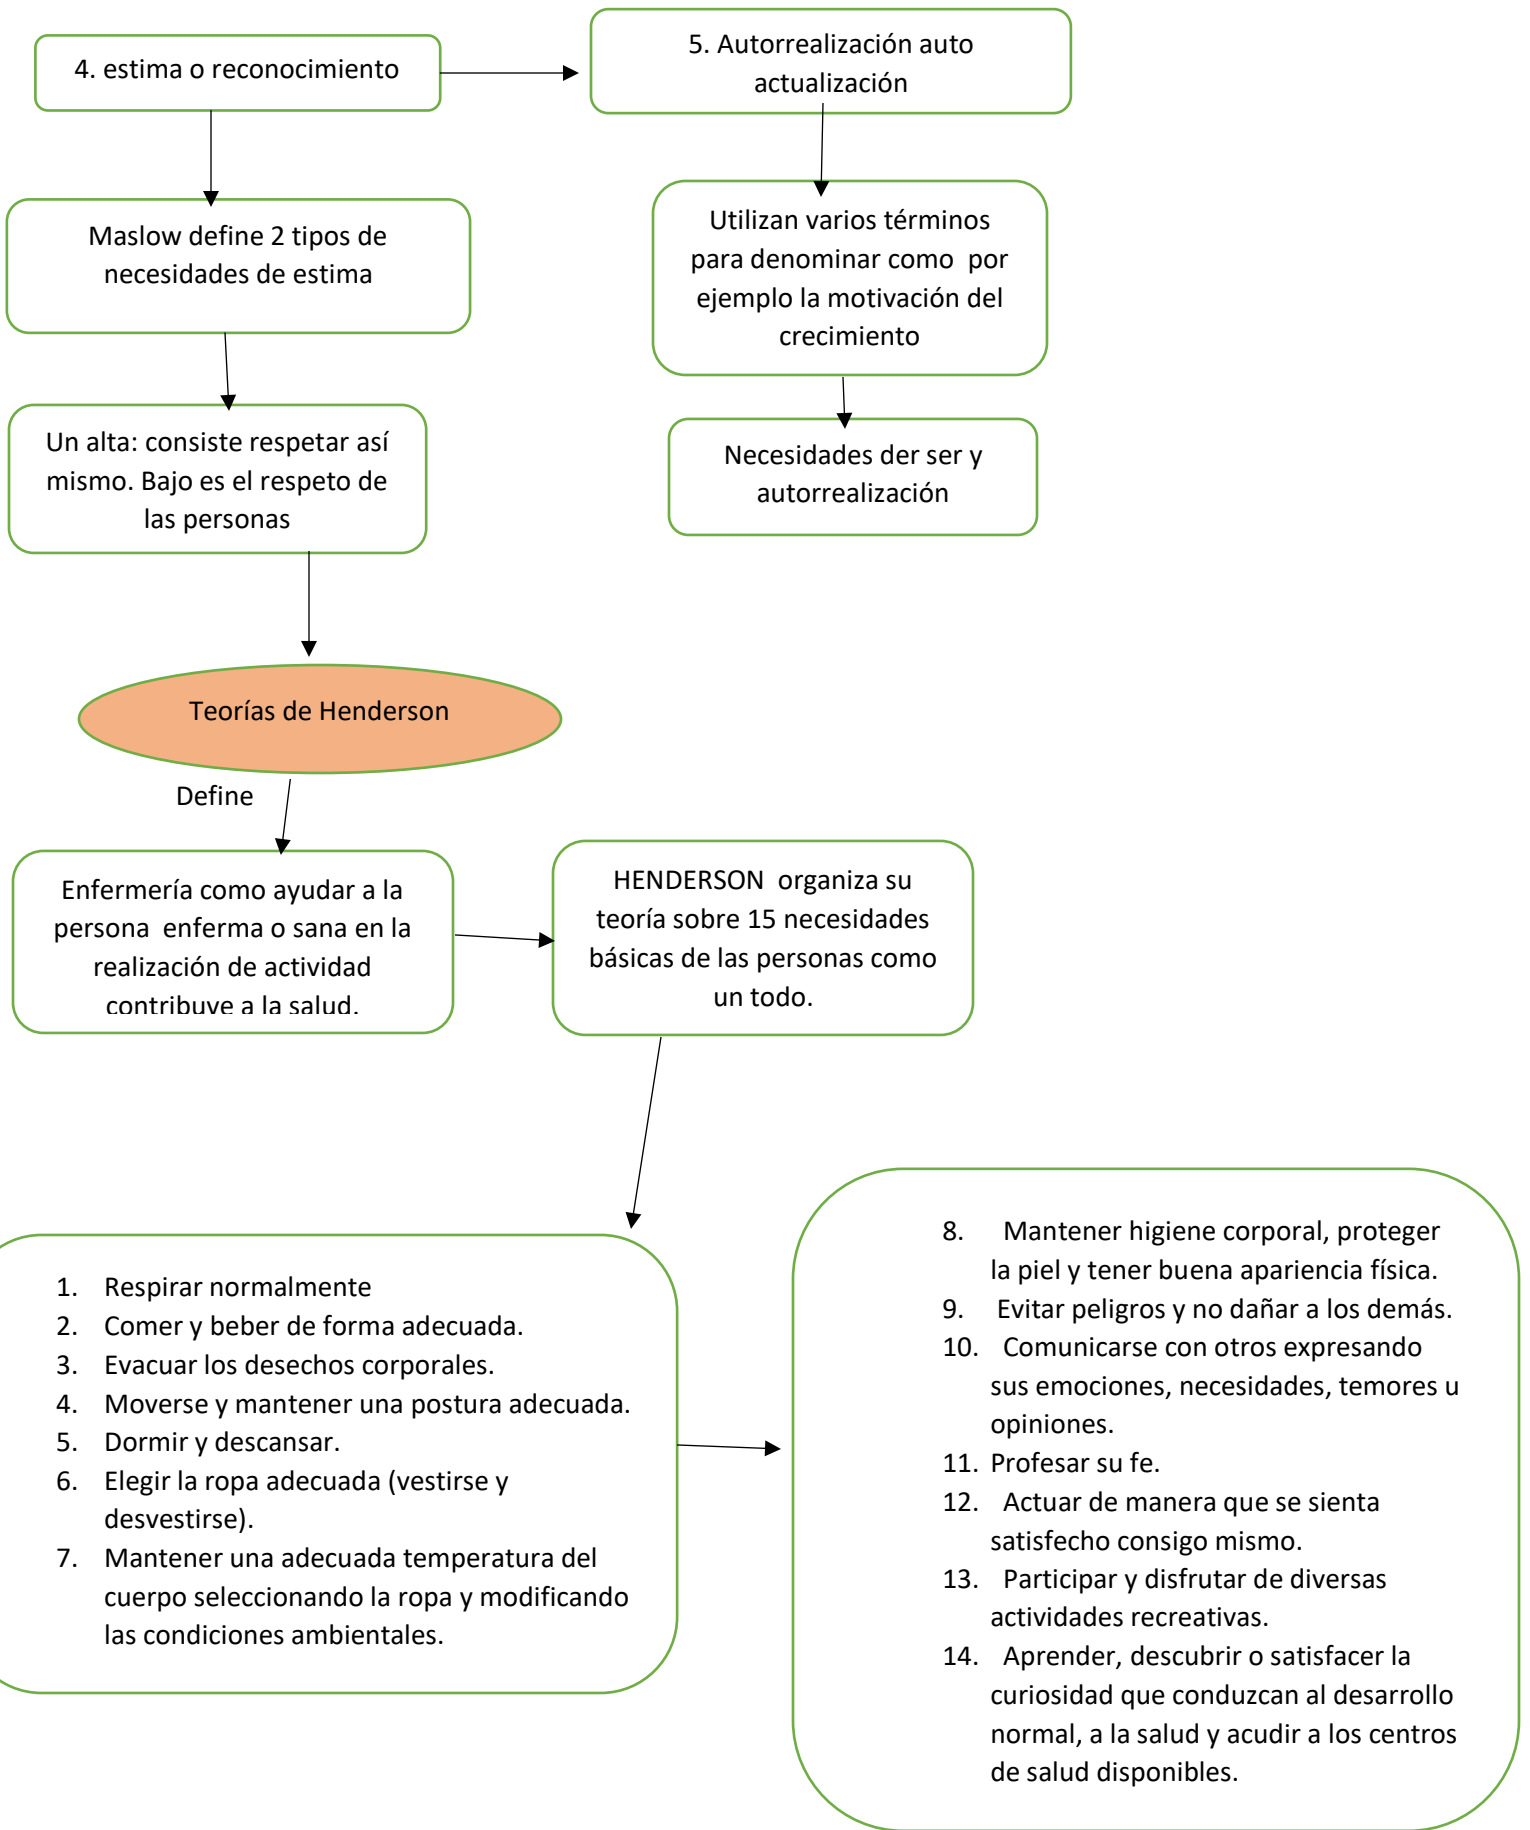 4. estima o reconocimiento
5. Autorrealización auto
actualización
Maslow define 2 tipos de
necesidades de estima
Utilizan varios términos
para denominar como  por
ejemplo la motivación del
crecimiento
Un alta: consiste respetar así
mismo. Bajo es el respeto de
las personas
Necesidades der ser y
autorrealización
Teorías de Henderson
Define
Enfermería como ayudar a la
persona  enferma o sana en la
realización de actividad
contribuye a la salud.
HENDERSON  organiza su
teoría sobre 15 necesidades
básicas de las personas como
un todo.
1. Respirar normalmente
2. Comer y beber de forma adecuada.
3. Evacuar los desechos corporales.
4. Moverse y mantener una postura adecuada.
5. Dormir y descansar.
6. Elegir la ropa adecuada (vestirse y
desvestirse).
7. Mantener una adecuada temperatura del
cuerpo seleccionando la ropa y modificando
las condiciones ambientales.
8. Mantener higiene corporal, proteger
la piel y tener buena apariencia física.
9. Evitar peligros y no dañar a los demás.
10. Comunicarse con otros expresando
sus emociones, necesidades, temores u
opiniones.
11. Profesar su fe.
12. Actuar de manera que se sienta
satisfecho consigo mismo.
13. Participar y disfrutar de diversas
actividades recreativas.
14. Aprender, descubrir o satisfacer la
curiosidad que conduzcan al desarrollo
normal, a la salud y acudir a los centros
de salud disponibles.